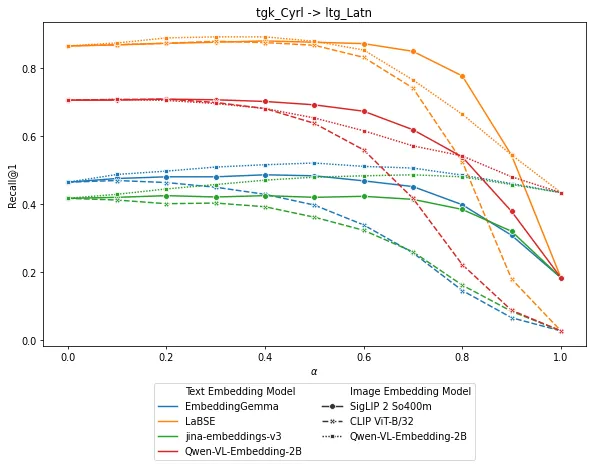 tgk_Cyrl -> ltg_Latn
Recall@1
0.8
0.6
0.4
0.2
0.0
0.0 0.2 0.4 0.6 0.8 1.0
α
Text Embedding Model Image Embedding Model
EmbeddingGemma SigLIP 2 So400m
LaBSE CLIP ViT-B/32
jina-embeddings-v3 Qwen-VL-Embedding-2B
Qwen-VL-Embedding-2B